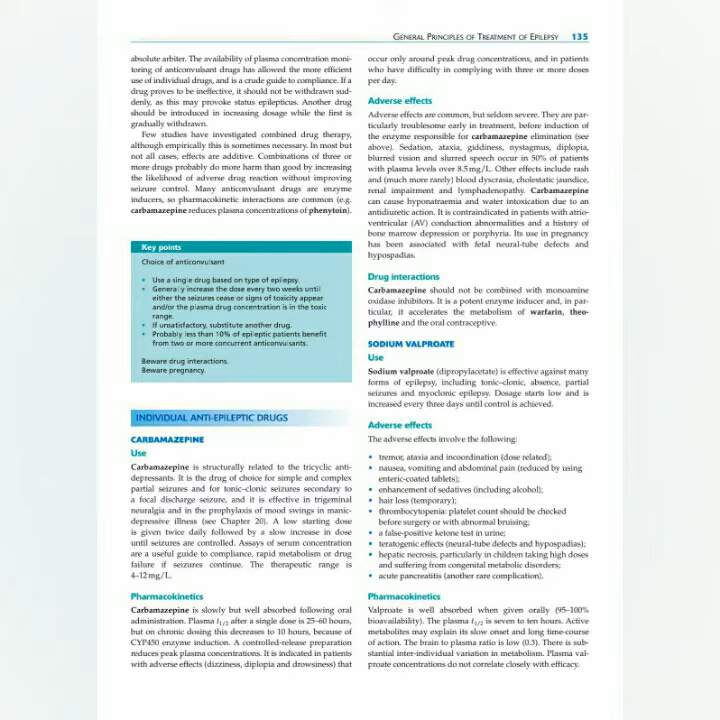 GENERAL PRINCIPLES OF TREATMENT OF EPILEPSY 135
absolute arbiter. The availability of plasma concentration moni-
toring of anticonvulsant drugs has allowed the more efficient
use of individual drugs, and is a crude guide to compliance. If a
drug proves to be ineffective, it should not be withdrawn sud-
denly, as this may provoke status epilepticus. Another drug
should be introduced in increasing dosage while the first is
gradually withdrawn.
Few studies have investigated combined drug therapy,
although empirically this is sometimes necessary. In most but
not all cases, effects are additive. Combinations of three or
more drugs probably do more harm than good by increasing
the likelihood of adverse drug reaction without improving
seizure control. Many anticonvulsant drugs are enzyme
inducers, so pharmacokinetic interactions are common (e.g.
carbamazepine reduces plasma concentrations of phenytoin).
Key points
Choice of anticonvulsant
• Use a single drug based on type of epilepsy.
• Generally increase the dose every two weeks until
either the seizures cease or signs of toxicity appear
and/or the plasma drug concentration is in the toxic
range.
• If unsatisfactory, substitute another drug.
• Probably less than 10% of epileptic patients benefit
from two or more concurrent anticonvulsants.
Beware drug interactions.
Beware pregnancy.
INDIVIDUAL ANTI-EPILEPTIC DRUGS
CARBAMAZEPINE
Use
Carbamazepine is structurally related to the tricyclic anti-
depressants. It is the drug of choice for simple and complex
partial seizures and for tonic–clonic seizures secondary to
a focal discharge seizure, and it is effective in trigeminal
neuralgia and in the prophylaxis of mood swings in manic-
depressive illness (see Chapter 20). A low starting dose
is given twice daily followed by a slow increase in dose
until seizures are controlled. Assays of serum concentration
are a useful guide to compliance, rapid metabolism or drug
failure if seizures continue. The therapeutic range is
4–12 mg/L.
Pharmacokinetics
Carbamazepine is slowly but well absorbed following oral
administration. Plasma t1/2 after a single dose is 25–60 hours,
but on chronic dosing this decreases to 10 hours, because of
CYP450 enzyme induction. A controlled-release preparation
reduces peak plasma concentrations. It is indicated in patients
with adverse effects (dizziness, diplopia and drowsiness) that
occur only around peak drug concentrations, and in patients
who have difficulty in complying with three or more doses
per day.
Adverse effects
Adverse effects are common, but seldom severe. They are par-
ticularly troublesome early in treatment, before induction of
the enzyme responsible for carbamazepine elimination (see
above). Sedation, ataxia, giddiness, nystagmus, diplopia,
blurred vision and slurred speech occur in 50% of patients
with plasma levels over 8.5 mg/L. Other effects include rash
and (much more rarely) blood dyscrasia, cholestatic jaundice,
renal impairment and lymphadenopathy. Carbamazepine
can cause hyponatraemia and water intoxication due to an
antidiuretic action. It is contraindicated in patients with atrio-
ventricular (AV) conduction abnormalities and a history of
bone marrow depression or porphyria. Its use in pregnancy
has been associated with fetal neural-tube defects and
hypospadias.
Drug interactions
Carbamazepine should not be combined with monoamine
oxidase inhibitors. It is a potent enzyme inducer and, in par-
ticular, it accelerates the metabolism of warfarin, theo-
phylline and the oral contraceptive.
SODIUM VALPROATE
Use
Sodium valproate (dipropylacetate) is effective against many
forms of epilepsy, including tonic–clonic, absence, partial
seizures and myoclonic epilepsy. Dosage starts low and is
increased every three days until control is achieved.
Adverse effects
The adverse effects involve the following:
• tremor, ataxia and incoordination (dose related);
• nausea, vomiting and abdominal pain (reduced by using
enteric-coated tablets);
• enhancement of sedatives (including alcohol);
• hair loss (temporary);
• thrombocytopenia: platelet count should be checked
before surgery or with abnormal bruising;
• a false-positive ketone test in urine;
• teratogenic effects (neural-tube defects and hypospadias);
• hepatic necrosis, particularly in children taking high doses
and suffering from congenital metabolic disorders;
• acute pancreatitis (another rare complication).
Pharmacokinetics
Valproate is well absorbed when given orally (95–100%
bioavailability). The plasma t1/2 is seven to ten hours. Active
metabolites may explain its slow onset and long time-course
of action. The brain to plasma ratio is low (0.3). There is sub-
stantial inter-individual variation in metabolism. Plasma val-
proate concentrations do not correlate closely with efficacy.